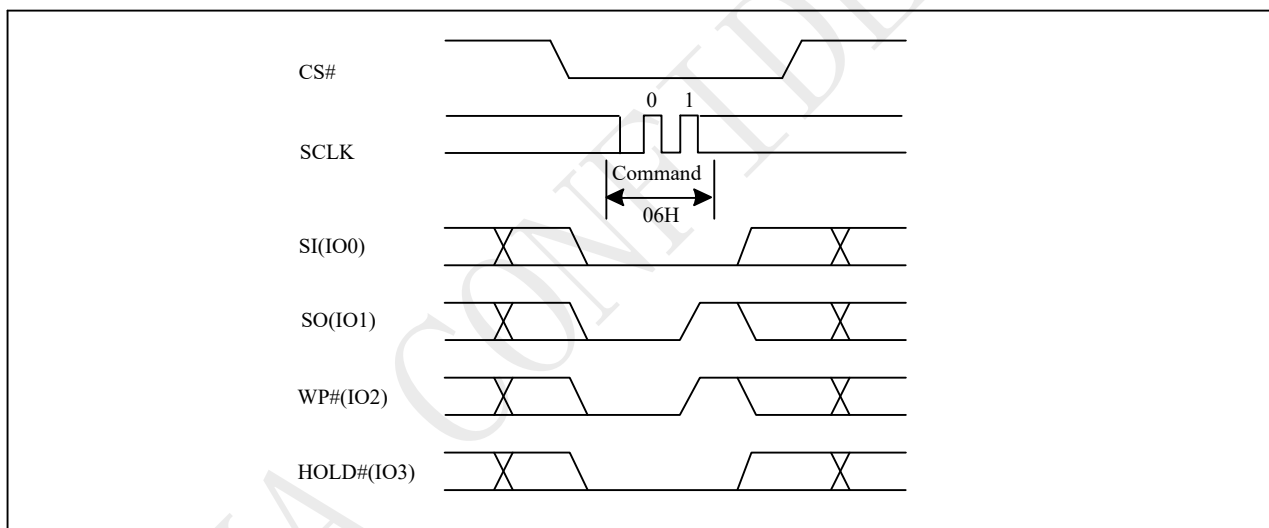 CS#
0 1
SCLK
Command
06H
SI(IO0)
SO(IO1)
WP#(IO2)
HOLD#(IO3)